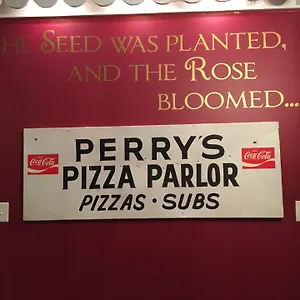 HE SEED WAS PLANTED,
AND THE ROSE
BLOOMED...
PERRY'S
Coca-Cola PIZZA PARLOR Coca-Cola
PIZZAS · SUBS